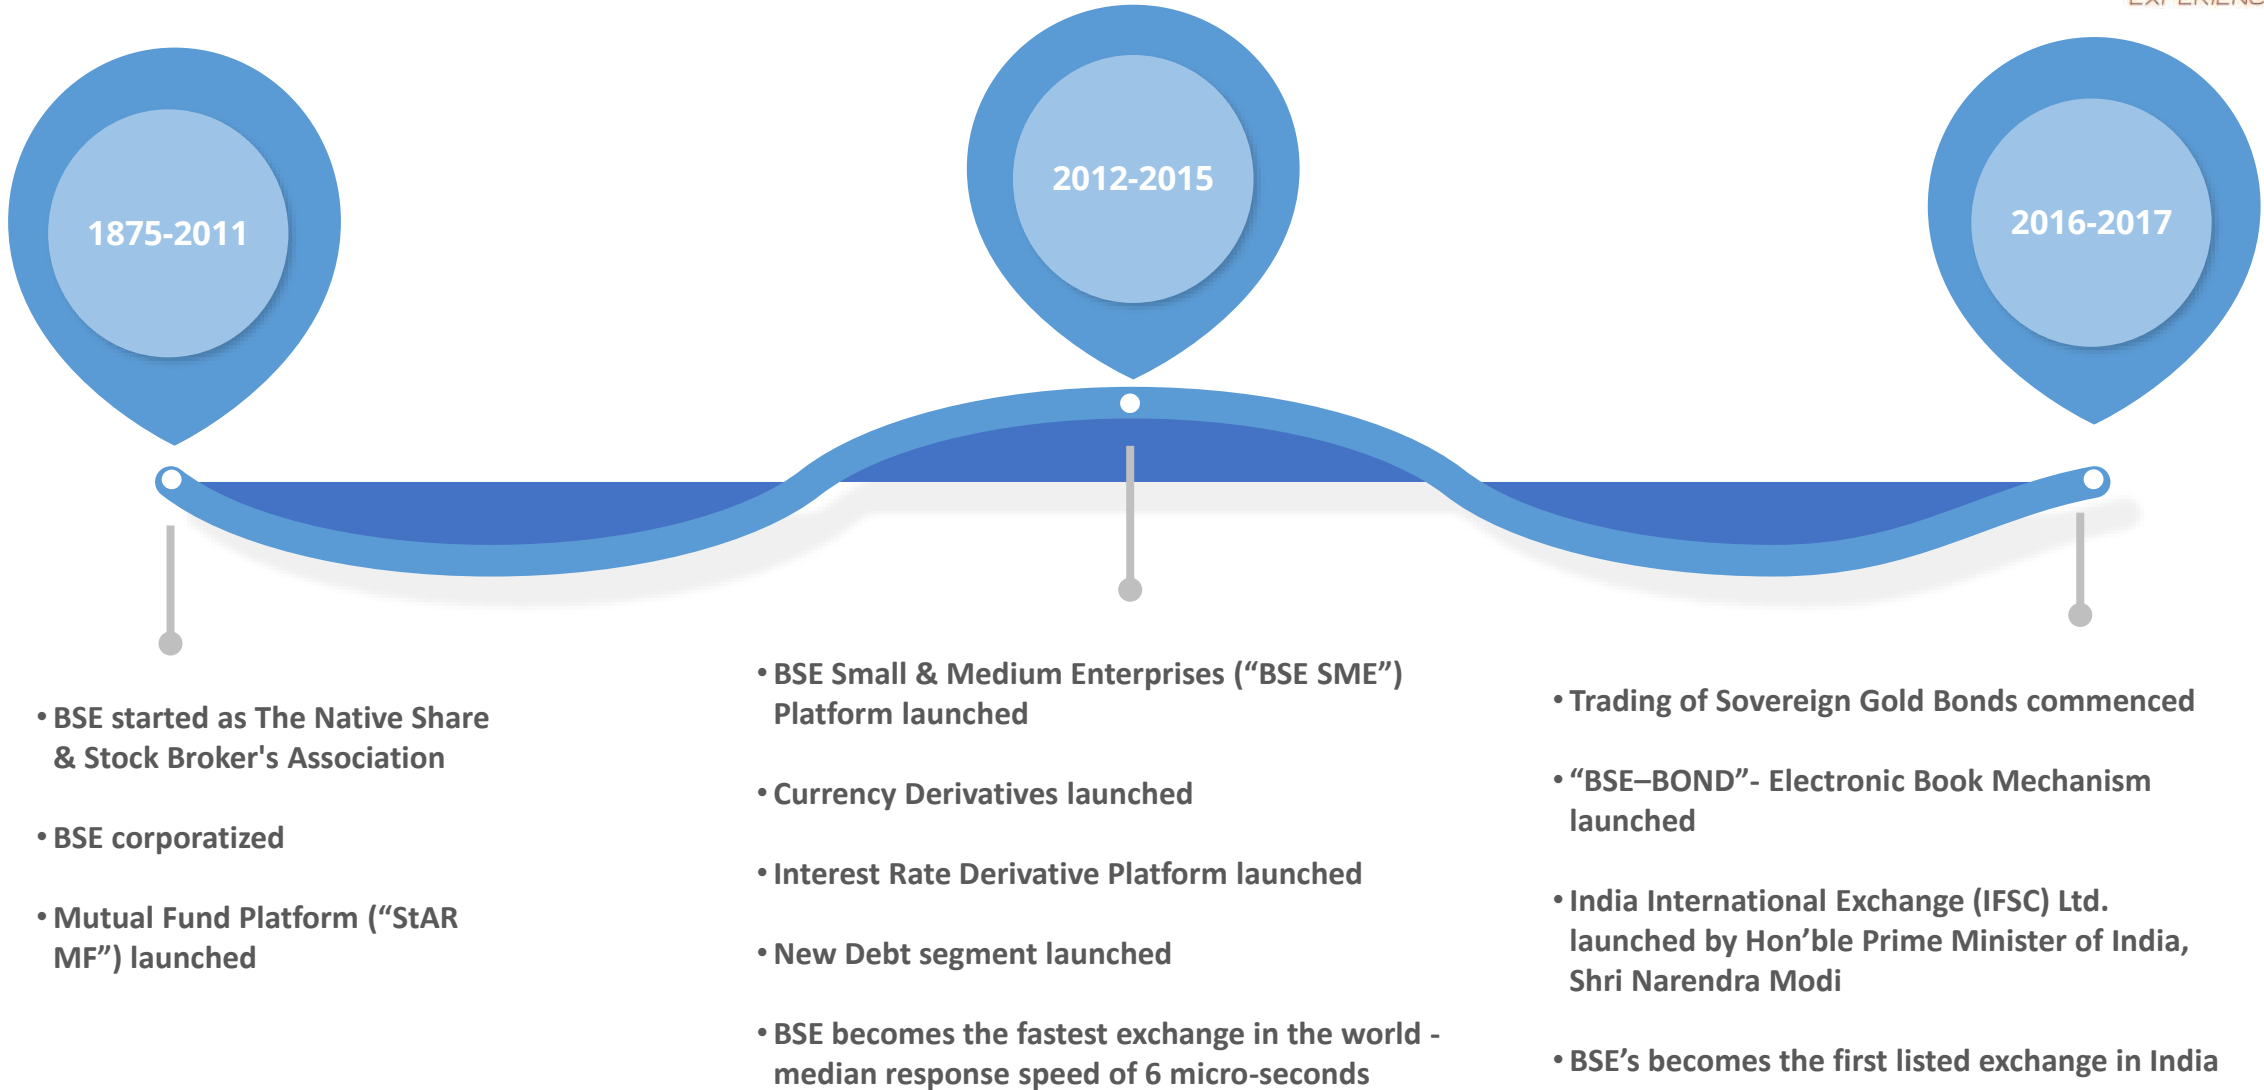 1875-2011
2012-2015
2016-2017
• BSE started as The Native Share
& Stock Broker's Association
• BSE corporatized
• Mutual Fund Platform (“StAR
MF”) launched
• BSE Small & Medium Enterprises (“BSE SME”)
Platform launched
• Currency Derivatives launched
• Interest Rate Derivative Platform launched
• New Debt segment launched
• BSE becomes the fastest exchange in the world -
median response speed of 6 micro-seconds
• Trading of Sovereign Gold Bonds commenced
• “BSE–BOND”- Electronic Book Mechanism
launched
• India International Exchange (IFSC) Ltd.
launched by Hon’ble Prime Minister of India,
Shri Narendra Modi
• BSE’s becomes the first listed exchange in India